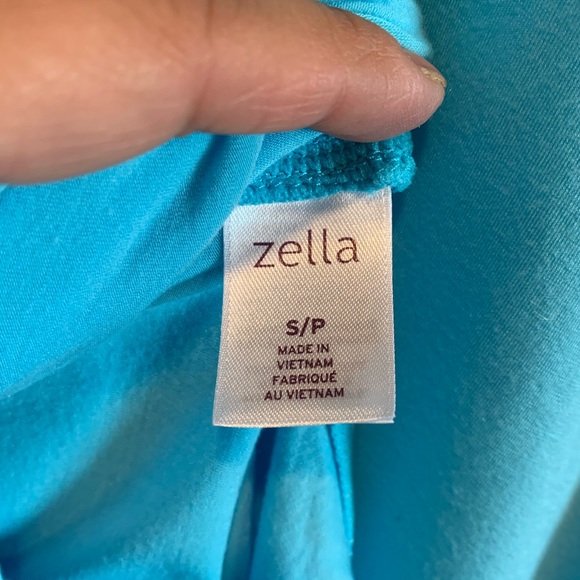 zella
S/P
MADE IN
VIETNAM
FABRIQUÉ
AU VIETNAM